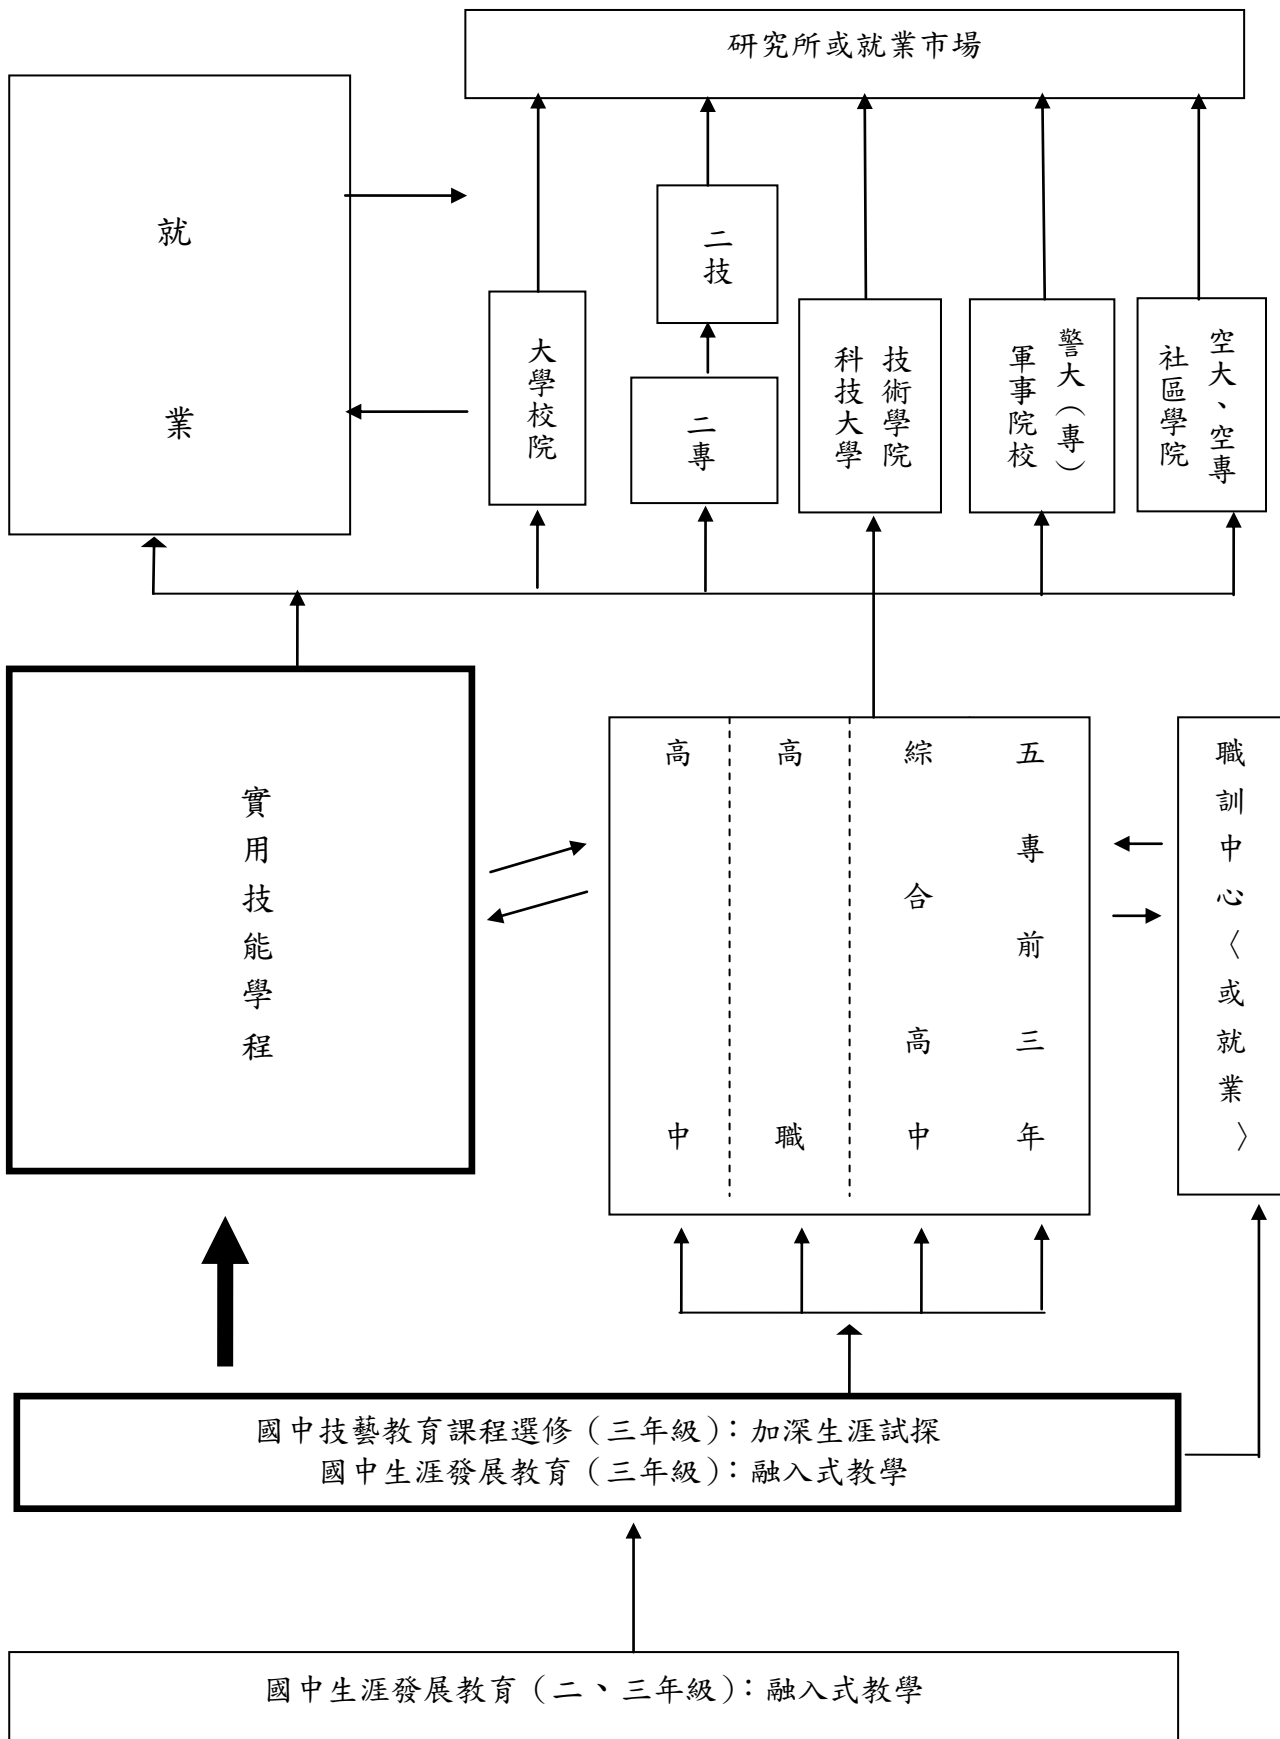 研究所或就業市場
就業
二技
大學校院
二專
技術學院
科技大學
警大（專）
軍事院校
空大、空專
社區學院
實用技能學程
高中
高職
綜合高中
五專前三年
職訓中心〈或就業〉
國中技藝教育課程選修（三年級）：加深生涯試探
國中生涯發展教育（三年級）：融入式教學
國中生涯發展教育（二、三年級）：融入式教學